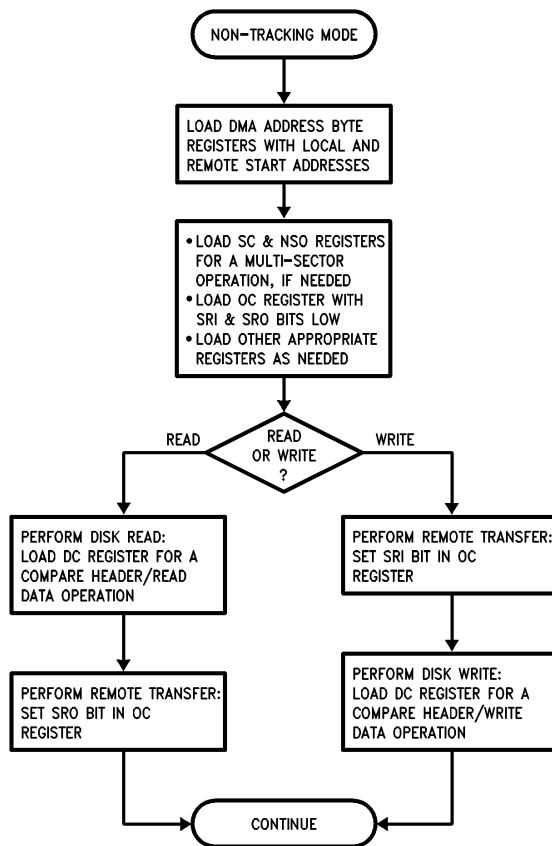 NON-TRACKING MODE
LOAD DMA ADDRESS BYTE
REGISTERS WITH LOCAL AND
REMOTE START ADDRESSES
• LOAD SC & NSO REGISTERS
FOR A MULTI-SECTOR
OPERATION, IF NEEDED
• LOAD OC REGISTER WITH
SRI & SRO BITS LOW
• LOAD OTHER APPROPRIATE
REGISTERS AS NEEDED
READ
OR WRITE
?
READ
WRITE
PERFORM DISK READ:
LOAD DC REGISTER FOR A
COMPARE HEADER/READ
DATA OPERATION
PERFORM REMOTE TRANSFER:
SET SRO BIT IN OC
REGISTER
PERFORM REMOTE TRANSFER:
SET SRI BIT IN OC
REGISTER
PERFORM DISK WRITE:
LOAD DC REGISTER FOR A
COMPARE HEADER/WRITE
DATA OPERATION
CONTINUE